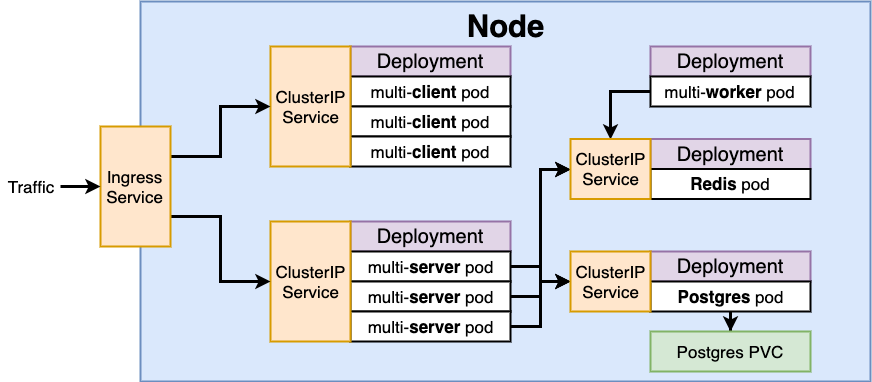 Node
Traffic
Ingress
Service
ClusterIP
Service
Deployment
multi-client pod
multi-client pod
multi-client pod
ClusterIP
Service
Deployment
multi-server pod
multi-server pod
multi-server pod
Deployment
multi-worker pod
ClusterIP
Service
Deployment
Redis pod
ClusterIP
Service
Deployment
Postgres pod
Postgres PVC